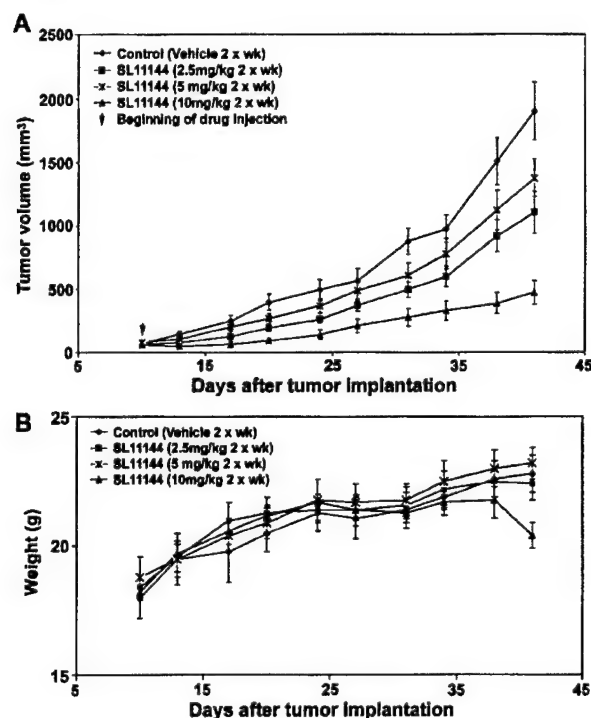 A
2500
2000
1500
1000
500
0
Tumor volume (mm³)
Control (Vehicle 2 x wk)
SL11144 (2.5mg/kg 2 x wk)
SL11144 (5 mg/kg 2 x wk)
SL11144 (10mg/kg 2 x wk)
Beginning of drug injection
5 15 25 35 45
Days after tumor implantation
B
25
20
15
Weight (g)
Control (Vehicle 2 x wk)
SL11144 (2.5mg/kg 2 x wk)
SL11144 (5 mg/kg 2 x wk)
SL11144 (10mg/kg 2 x wk)
5 15 25 35 45
Days after tumor implantation